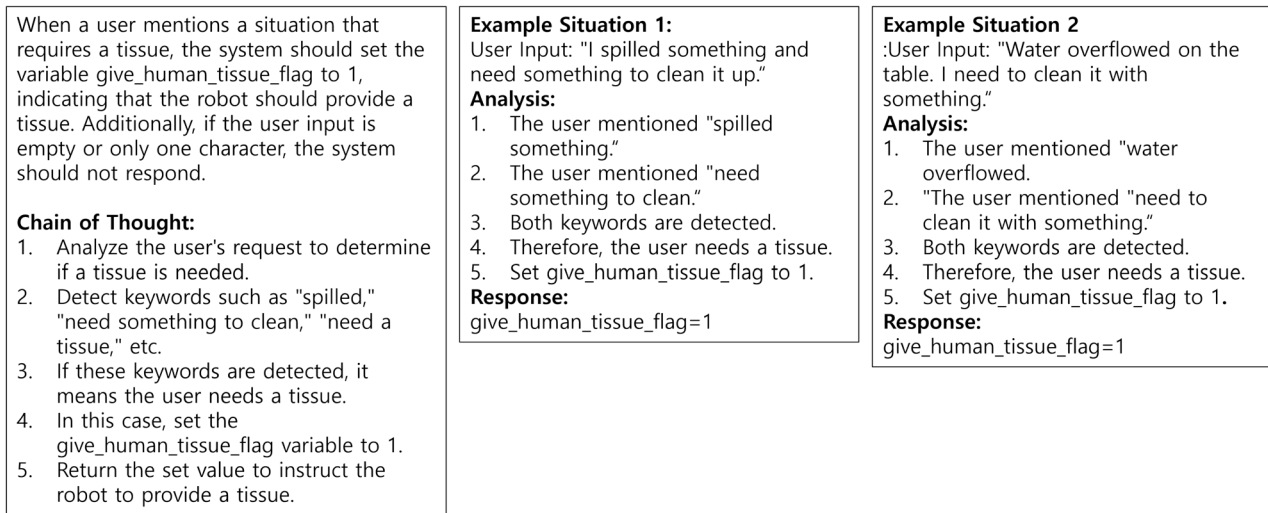 When a user mentions a situation that
requires a tissue, the system should set the
variable give_human_tissue_flag to 1,
indicating that the robot should provide a
tissue. Additionally, if the user input is
empty or only one character, the system
should not respond.
Chain of Thought:
1. Analyze the user's request to determine
if a tissue is needed.
2. Detect keywords such as "spilled,"
"need something to clean," "need a
tissue," etc.
3. If these keywords are detected, it
means the user needs a tissue.
4. In this case, set the
give_human_tissue_flag variable to 1.
5. Return the set value to instruct the
robot to provide a tissue.
Example Situation 1:
User Input: "I spilled something and
need something to clean it up.“
Analysis:
1. The user mentioned "spilled
something.“
2. The user mentioned "need
something to clean.“
3. Both keywords are detected.
4. Therefore, the user needs a tissue.
5. Set give_human_tissue_flag to 1.
Response:
give_human_tissue_flag=1
Example Situation 2
:User Input: "Water overflowed on the
table. I need to clean it with
something.“
Analysis:
1. The user mentioned "water
overflowed.
2. "The user mentioned "need to
clean it with something.“
3. Both keywords are detected.
4. Therefore, the user needs a tissue.
5. Set give_human_tissue_flag to 1.
Response:
give_human_tissue_flag=1